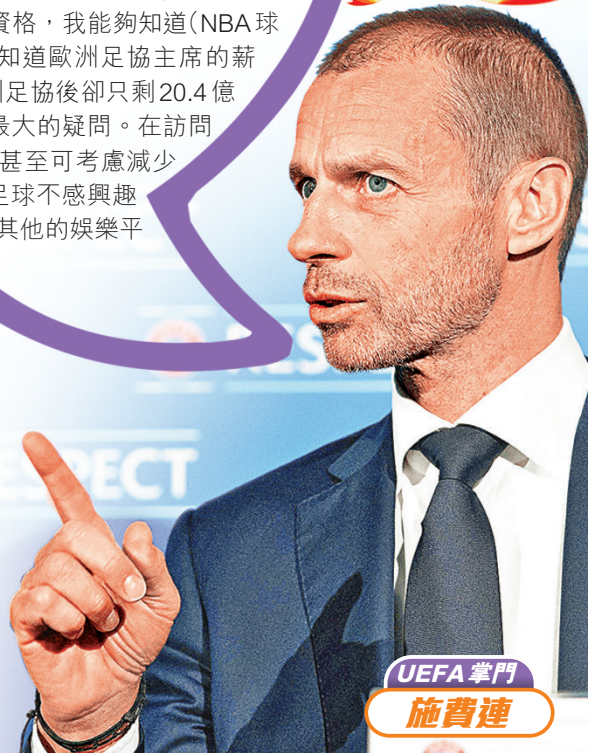 資格，我能夠知道(NBA球
知道歐洲足協主席的薪
足協後卻只剩20.4億
最大的疑問。在訪問
甚至可考慮減少
足球不感興趣
其他的娛樂平
RESPECT
UEFA掌門
施費連